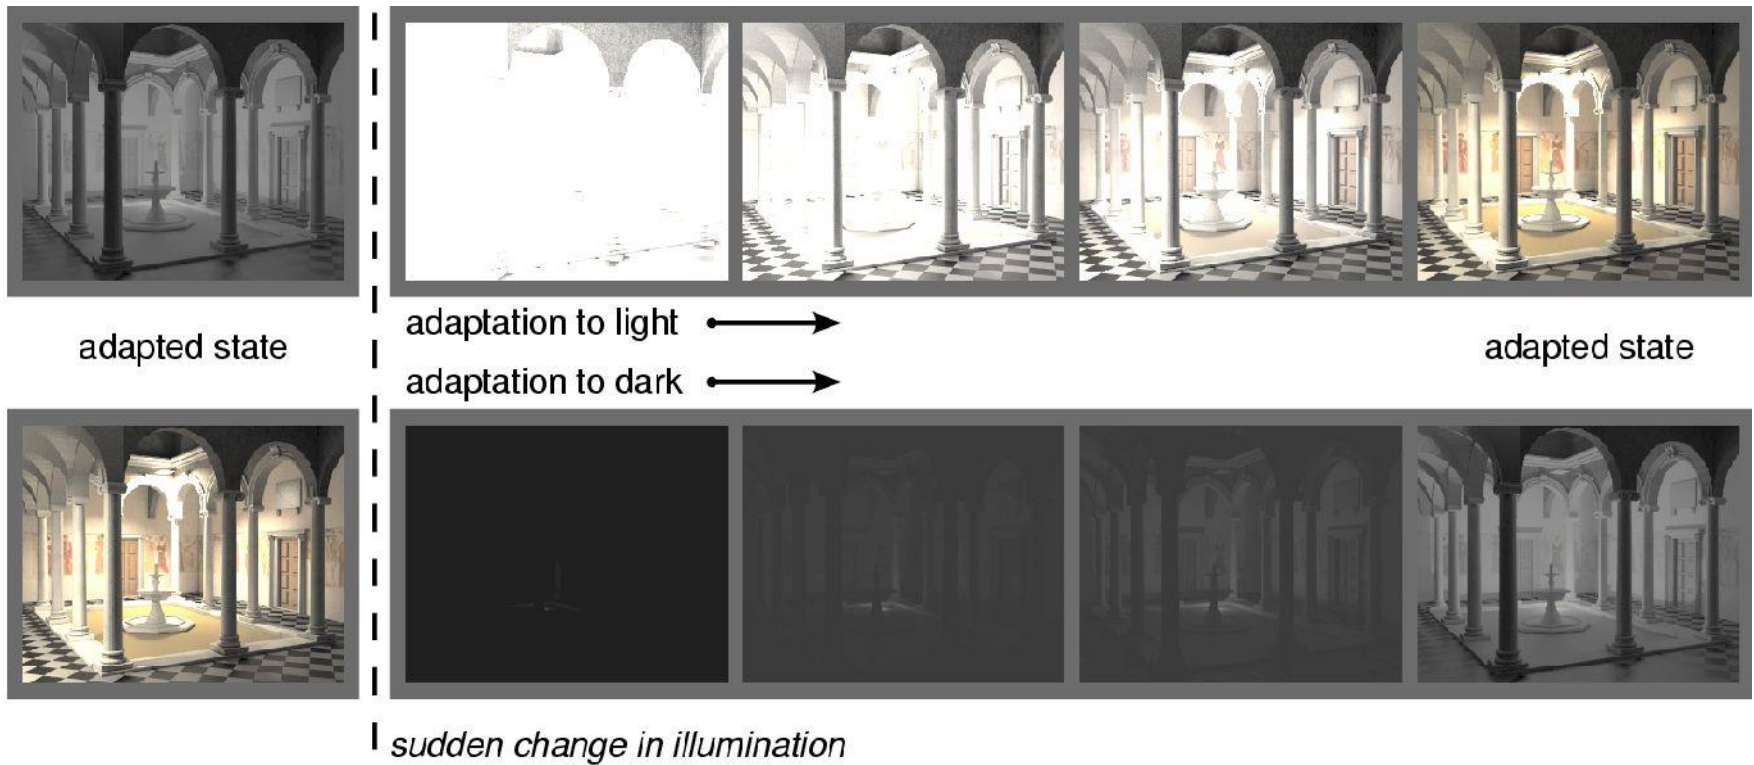 adapted state
adaptation to light
adaptation to dark
adapted state
sudden change in illumination